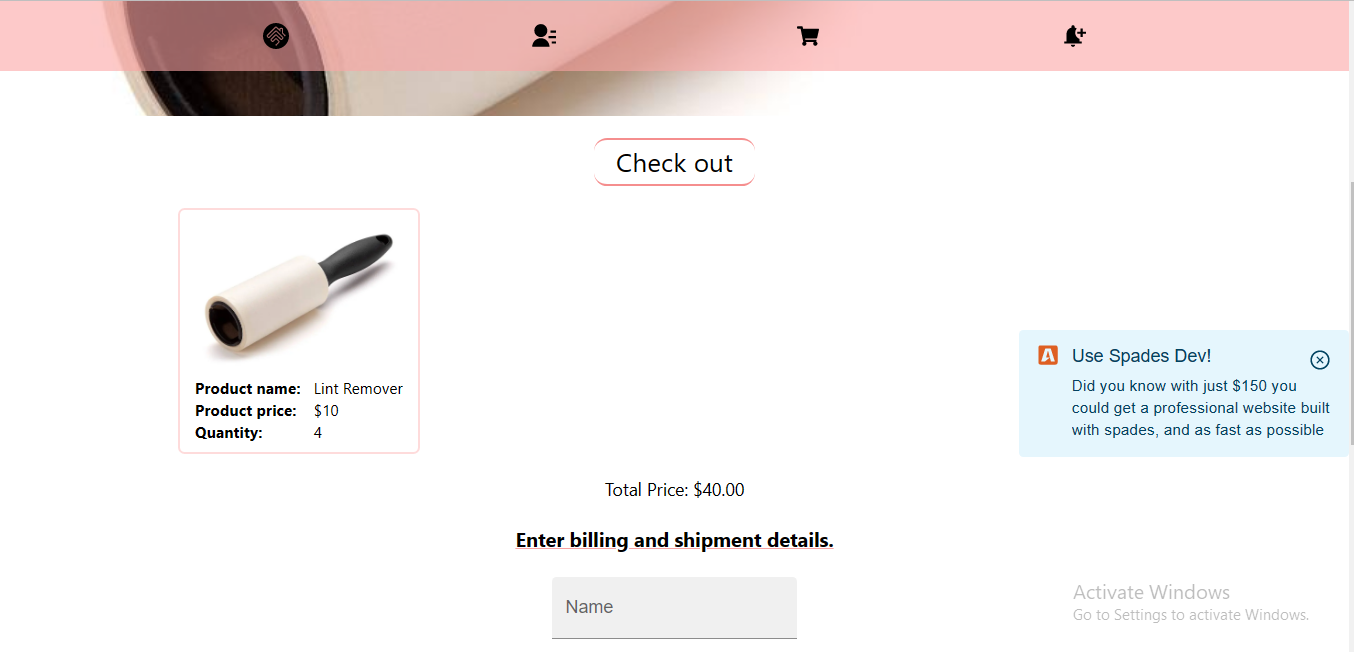 Check out
Product name: Lint Remover
Product price: $10
Quantity: 4
Use Spades Dev!
Did you know with just $150 you
could get a professional website built
with spades, and as fast as possible
Total Price: $40.00
Enter billing and shipment details.
Name
Activate Windows
Go to Settings to activate Windows.